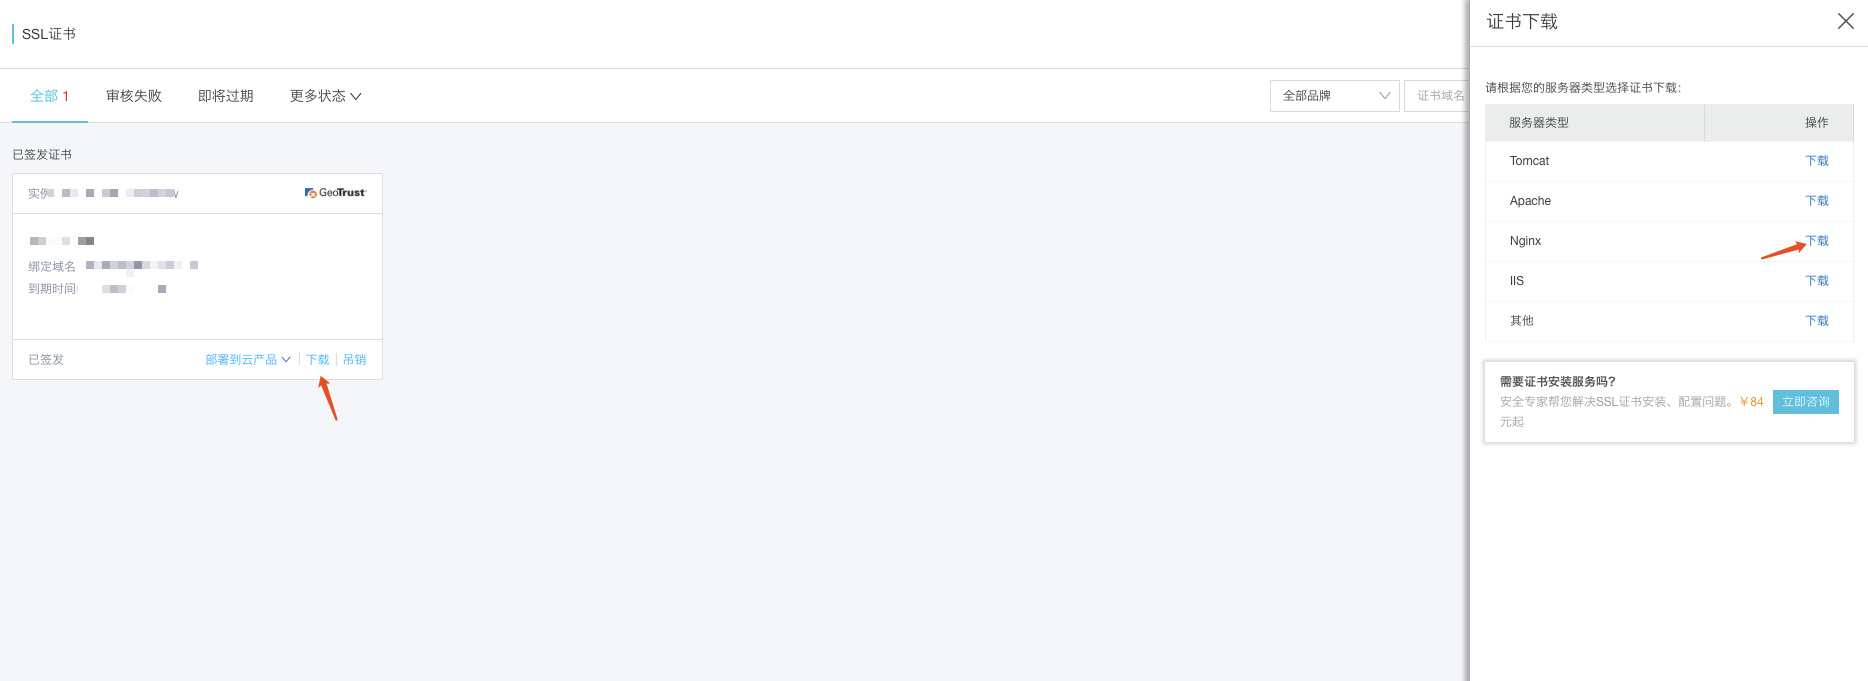 SSL证书
全部 1
审核失败
即将过期
更多状态
全部品牌
证书域名
已签发证书
实例
GeoTrust
绑定域名
到期时间
已签发
部署到云产品
下载
吊销
证书下载
请根据您的服务器类型选择证书下载:
服务器类型 操作
Tomcat 下载
Apache 下载
Nginx 下载
IIS 下载
其他 下载
需要证书安装服务吗?
安全专家帮您解决SSL证书安装、配置问题。￥84
元起
立即咨询